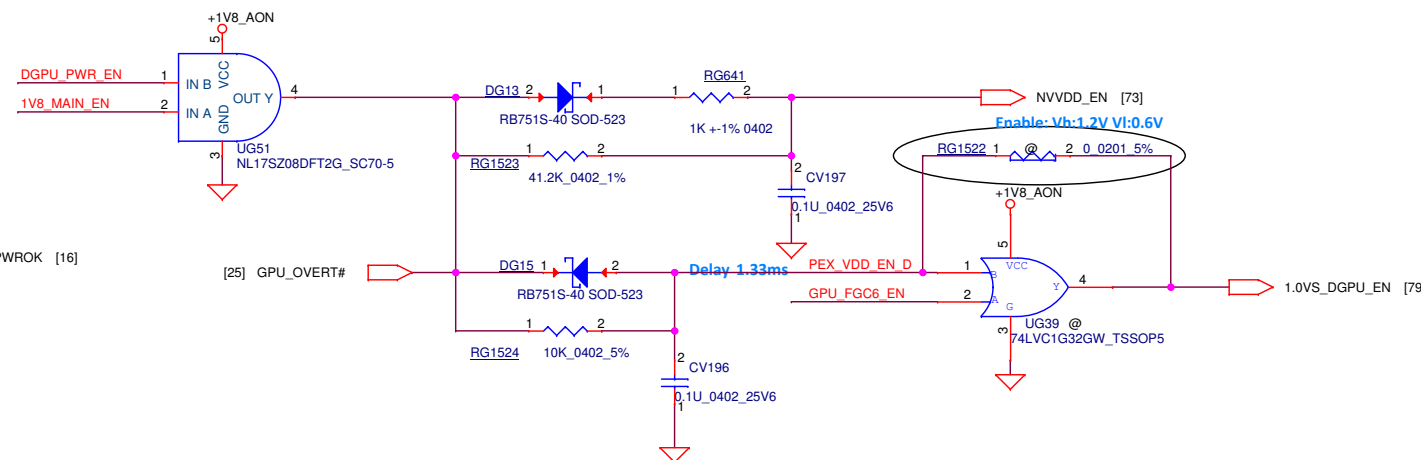 +1V8_AON
5
DGPU_PWR_EN 1 IN B VCC
1V8_MAIN_EN 2 IN A GND OUT Y 4
3
UG51
NL17SZ08DFT2G_SC70-5
DG13 2 1
RB751S-40 SOD-523
RG641
1 2
1K +-1% 0402
NVVDD_EN [73]
Enable: Vh:1.2V Vl:0.6V
RG1523 1 2
41.2K_0402_1%
2 CV197
0.1U_0402_25V6
1
RG1522 1 @ 2 0_0201_5%
+1V8_AON
5
PWROK [16]
[25] GPU_OVERT#
DG15 1 2
RB751S-40 SOD-523
Delay 1.33ms
PEX_VDD_EN_D 1 B VCC
GPU_FGC6_EN 2 A G Y 4
1.0VS_DGPU_EN [79
3
UG39 @
74LVC1G32GW_TSSOP5
RG1524 1 2
10K_0402_5%
2 CV196
0.1U_0402_25V6
1